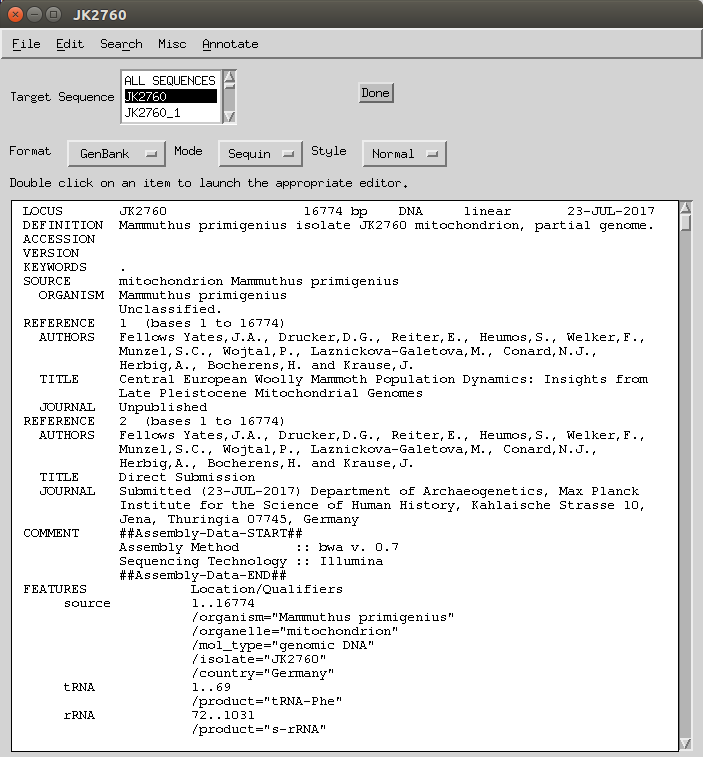 JK2760
File Edit Search Misc Annotate
Target Sequence
ALL SEQUENCES
JK2760
JK2760_1
Done
Format GenBank Mode Sequin Style Normal
Double click on an item to launch the appropriate editor.
LOCUS       JK2760                 16774 bp    DNA     linear       23-JUL-2017
DEFINITION  Mammuthus primigenius isolate JK2760 mitochondrion, partial genome.
ACCESSION
VERSION
KEYWORDS    .
SOURCE      mitochondrion Mammuthus primigenius
  ORGANISM  Mammuthus primigenius
            Unclassified.
REFERENCE   1  (bases 1 to 16774)
  AUTHORS   Fellows Yates,J.A., Drucker,D.G., Reiter,E., Heumos,S., Welker,F.,
            Munzel,S.C., Wojtal,P., Laznickova-Galetova,M., Conard,N.J.,
            Herbig,A., Bocherens,H. and Krause,J.
  TITLE     Central European Woolly Mammoth Population Dynamics: Insights from
            Late Pleistocene Mitochondrial Genomes
  JOURNAL   Unpublished
REFERENCE   2  (bases 1 to 16774)
  AUTHORS   Fellows Yates,J.A., Drucker,D.G., Reiter,E., Heumos,S., Welker,F.,
            Munzel,S.C., Wojtal,P., Laznickova-Galetova,M., Conard,N.J.,
            Herbig,A., Bocherens,H. and Krause,J.
  TITLE     Direct Submission
  JOURNAL   Submitted (23-JUL-2017) Department of Archaeogenetics, Max Planck
            Institute for the Science of Human History, Kahlaische Strasse 10,
            Jena, Thuringia 07745, Germany
COMMENT     ##Assembly-Data-START##
            Assembly Method       :: bwa v. 0.7
            Sequencing Technology :: Illumina
            ##Assembly-Data-END##
FEATURES             Location/Qualifiers
     source          1..16774
                     /organism="Mammuthus primigenius"
                     /organelle="mitochondrion"
                     /mol_type="genomic DNA"
                     /isolate="JK2760"
                     /country="Germany"
     tRNA            1..69
                     /product="tRNA-Phe"
     rRNA            72..1031
                     /product="s-rRNA"